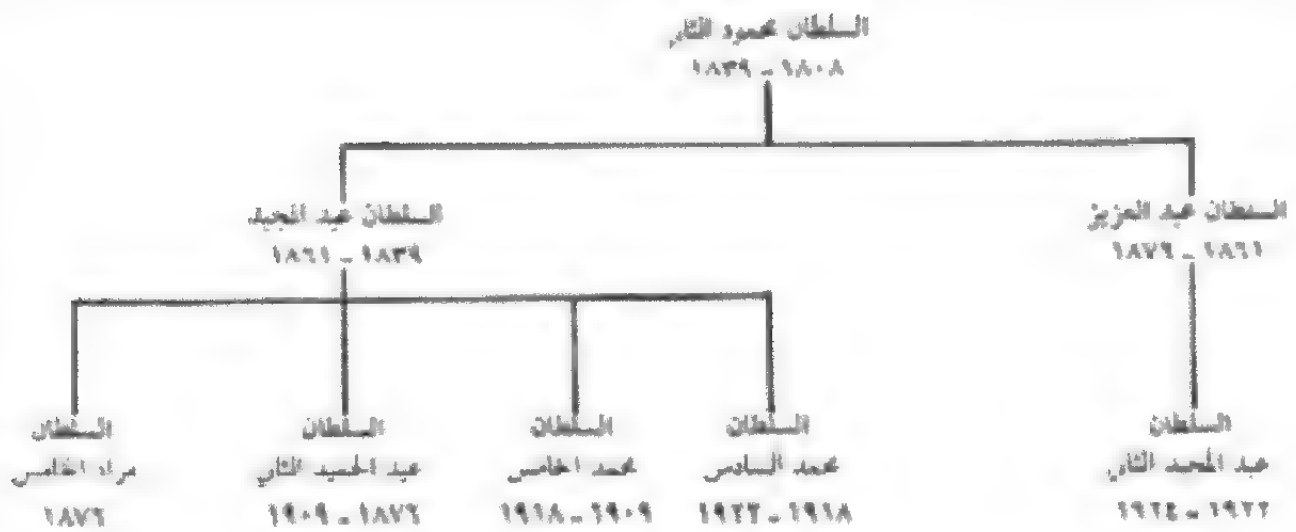 السلطان محمود الثاني
١٨٠٨ - ١٨٣٩
السلطان عبد العزيز
١٨٦١ - ١٨٧٦
السلطان عبد المجيد
١٨٣٩ - ١٨٦١
السلطان
عبد المجيد الثاني
١٩٢٢ - ١٩٢٤
السلطان
محمد السادس
١٩١٨ - ١٩٢٢
السلطان
محمد الخامس
١٩٠٩ - ١٩١٨
السلطان
عبد الحميد الثاني
١٨٧٦ - ١٩٠٩
السلطان
مراد الخامس
١٨٧٦